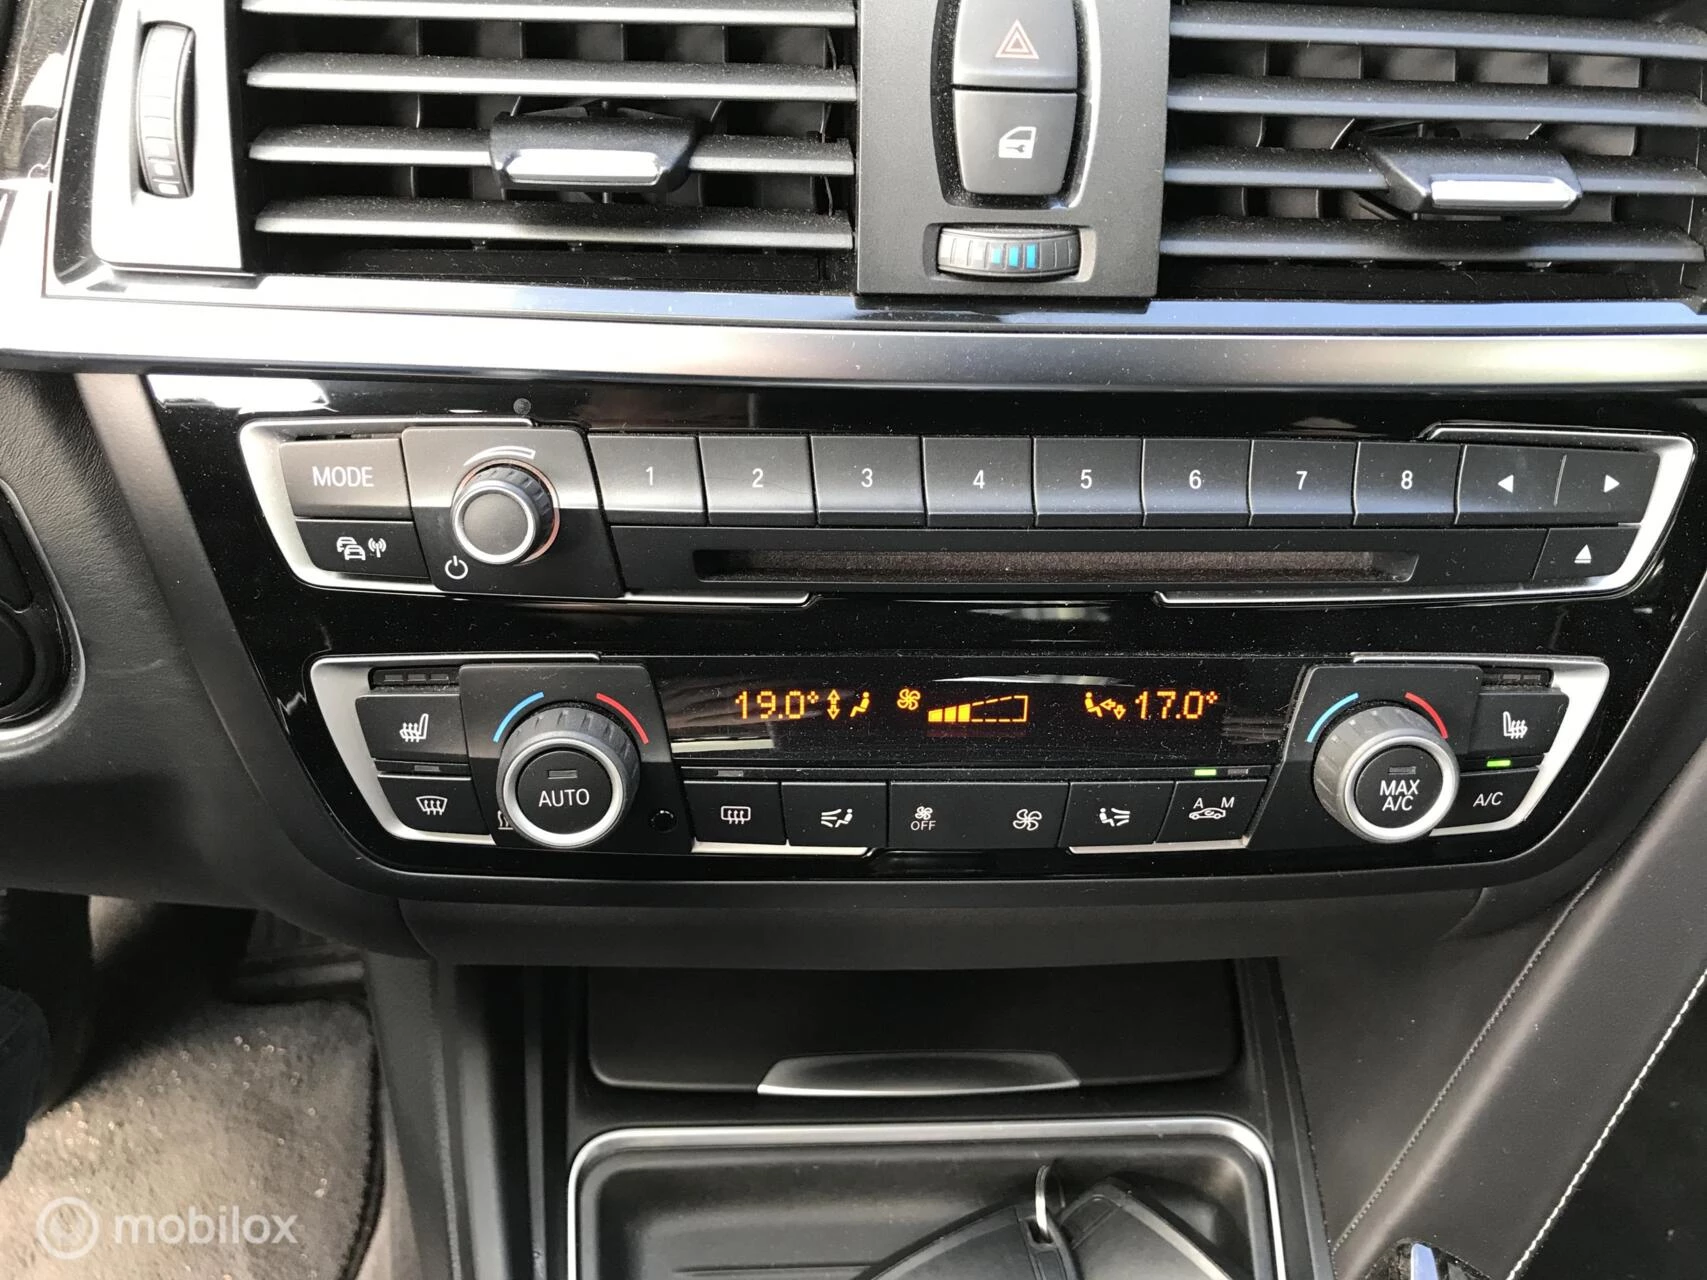 MODE
1 2 3 4 5 6 7 8
19.0°
17.0°
AUTO
OFF
A M
MAX
A/C
A/C
mobilox